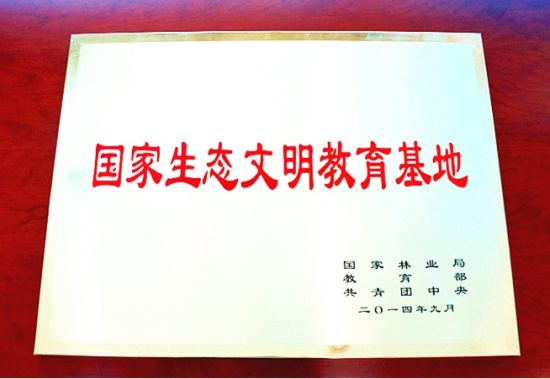 国家生态文明教育基地
国家林业局
教育部
共青团中央
二〇一四年九月